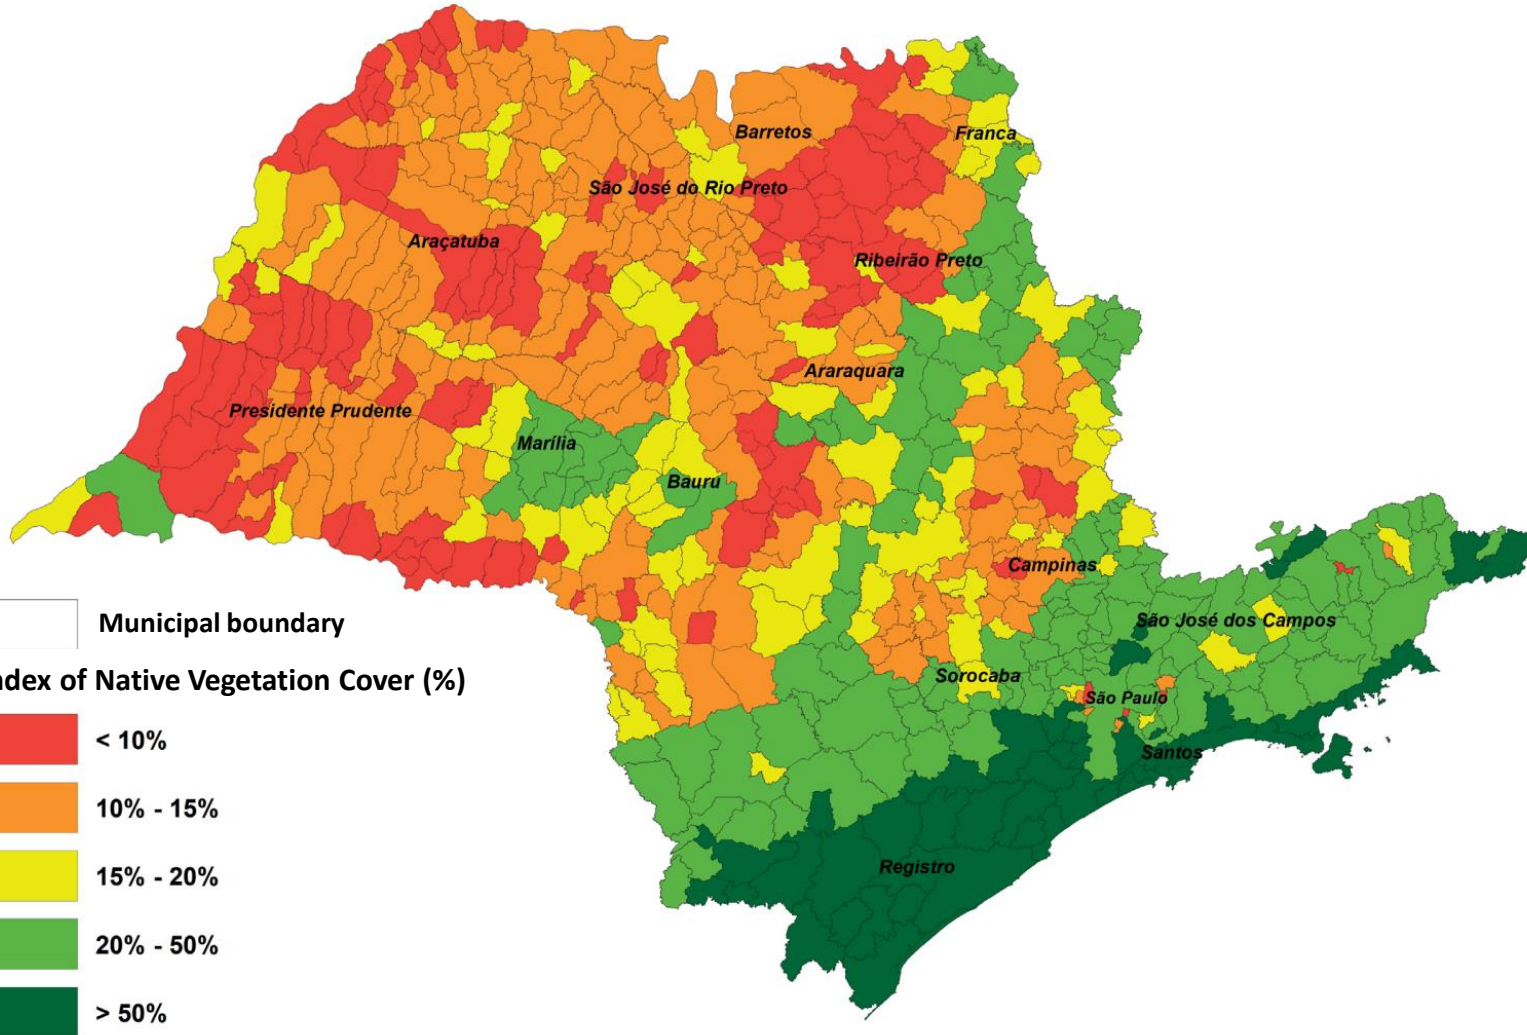 Barretos
Franca
São José do Rio Preto
Araçatuba
Ribeirão Preto
Araraquara
Presidente Prudente
Marília
Bauru
Campinas
São José dos Campos
Sorocaba
São Paulo
Santos
Registro
Municipal boundary
ndex of Native Vegetation Cover (%)
< 10%
10% - 15%
15% - 20%
20% - 50%
> 50%